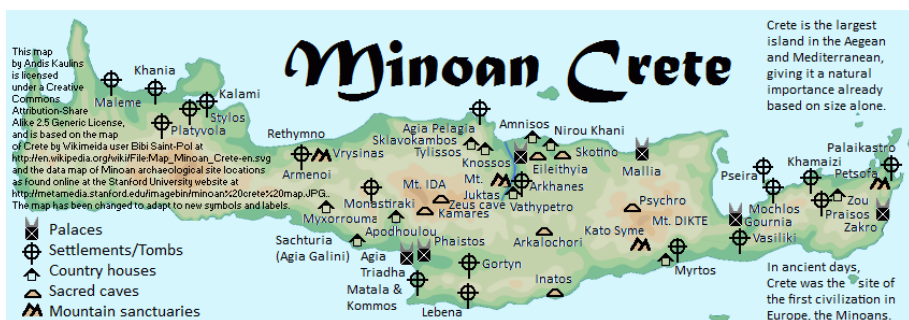 Minoan Crete
This map
by Andis Kaulins
is licensed
under a Creative
Commons
Attribution-Share
Alike 2.5 Generic License,
and is based on the map
of Crete by Wikimeida user Bibi Saint-Pol at
http://en.wikipedia.org/wiki/File:Map_Minoan_Crete-en.svg
and the data map of Minoan archaeological site locations
as found online at the Stanford University website at
http://metamedia.stanford.edu/imagebin/minoan%20crete%20map.JPG..
The map has been changed to adapt to new symbols and labels.
Palaces
Settlements/Tombs
Country houses
Sacred caves
Mountain sanctuaries
Crete is the largest
island in the Aegean
and Mediterranean,
giving it a natural
importance already
based on size alone.
Khania
Maleme
Kalami
Stylos
Platyvola
Rethymno
Vrysinas
Armenoi
Agia Pelagia
Sklavokambos
Tylissos
Knossos
Amnisos
Nirou Khani
Skotino
Eileithyia
Mallia
Mt. IDA
Mt.
Juktas
Arkhanes
Vathypetro
Zeus cave
Kamares
Monastiraki
Myxorrouma
Apodhoulou
Sachturia
(Agia Galini)
Agia
Triadha
Phaistos
Matala &
Kommos
Gortyn
Lebena
Arkalochori
Inatos
Kato Syme
Psychro
Mt. DIKTE
Myrtos
Pseira
Mochlos
Gournia
Vasiliki
Khamaizi
Palaikastro
Petsofa
Zou
Praisos
Zakro
In ancient days,
Crete was the site of
the first civilization in
Europe, the Minoans.